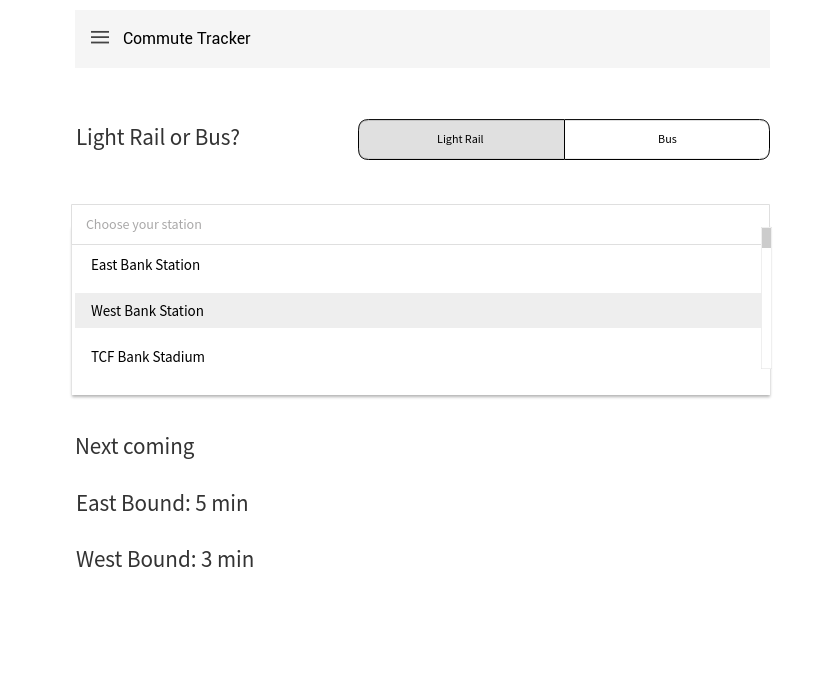 Commute Tracker
Light Rail or Bus?
Light Rail
Bus
Choose your station
East Bank Station
West Bank Station
TCF Bank Stadium
Next coming
East Bound: 5 min
West Bound: 3 min